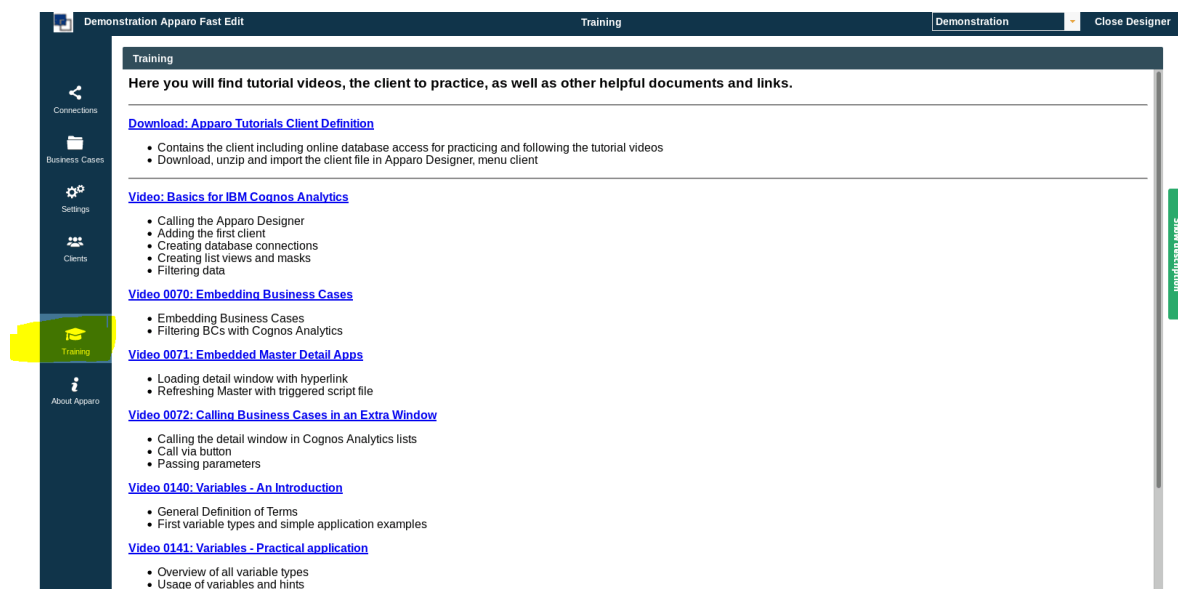 Demonstration Apparo Fast Edit
Training
Demonstration
Close Designer
Connections
Business Cases
Settings
Clients
Training
About Apparo
Training
Here you will find tutorial videos, the client to practice, as well as other helpful documents and links.
Download: Apparo Tutorials Client Definition
• Contains the client including online database access for practicing and following the tutorial videos
• Download, unzip and import the client file in Apparo Designer, menu client
Video: Basics for IBM Cognos Analytics
• Calling the Apparo Designer
• Adding the first client
• Creating database connections
• Creating list views and masks
• Filtering data
Video 0070: Embedding Business Cases
• Embedding Business Cases
• Filtering BCs with Cognos Analytics
Video 0071: Embedded Master Detail Apps
• Loading detail window with hyperlink
• Refreshing Master with triggered script file
Video 0072: Calling Business Cases in an Extra Window
• Calling the detail window in Cognos Analytics lists
• Call via button
• Passing parameters
Video 0140: Variables - An Introduction
• General Definition of Terms
• First variable types and simple application examples
Video 0141: Variables - Practical application
• Overview of all variable types
• Usage of variables and hints
Show description